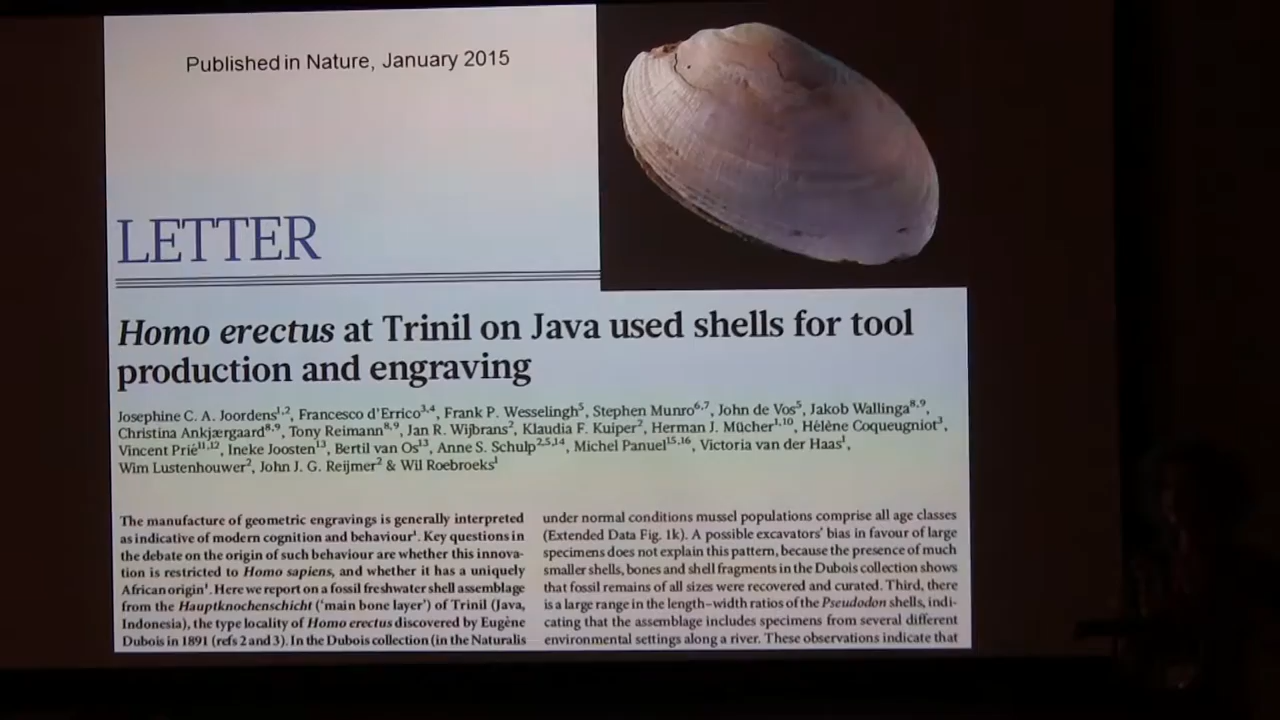 Published in Nature, January 2015
LETTER
Homo erectus at Trinil on Java used shells for tool
production and engraving
Josephine C. A. Joordens1,2, Francesco d'Errico3,4, Frank P. Wesselingh5, Stephen Munro6,7, John de Vos5, Jakob Wallinga8,9,
Christina Ankjærgaard8,9, Tony Reimann8,9, Jan R. Wijbrans2, Klaudia F. Kuiper2, Herman J. Mücher1,10, Hélène Coqueugniot3,
Vincent Prié11,12, Ineke Joosten13, Bertil van Os13, Anne S. Schulp2,5,14, Michel Panuel15,16, Victoria van der Haas1,
Wim Lustenhouwer2, John J. G. Reijmer2 & Wil Roebroeks1
The manufacture of geometric engravings is generally interpreted
as indicative of modern cognition and behaviour1. Key questions in
the debate on the origin of such behaviour are whether this innova-
tion is restricted to Homo sapiens, and whether it has a uniquely
African origin1. Here we report on a fossil freshwater shell assemblage
from the Hauptknochenschicht ('main bone layer') of Trinil (Java,
Indonesia), the type locality of Homo erectus discovered by Eugène
Dubois in 1891 (refs 2 and 3). In the Dubois collection (in the Naturalis
under normal conditions mussel populations comprise all age classes
(Extended Data Fig. 1k). A possible excavators' bias in favour of large
specimens does not explain this pattern, because the presence of much
smaller shells, bones and shell fragments in the Dubois collection shows
that fossil remains of all sizes were recovered and curated. Third, there
is a large range in the length–width ratios of the Pseudodon shells, indi-
cating that the assemblage includes specimens from several different
environmental settings along a river. These observations indicate that